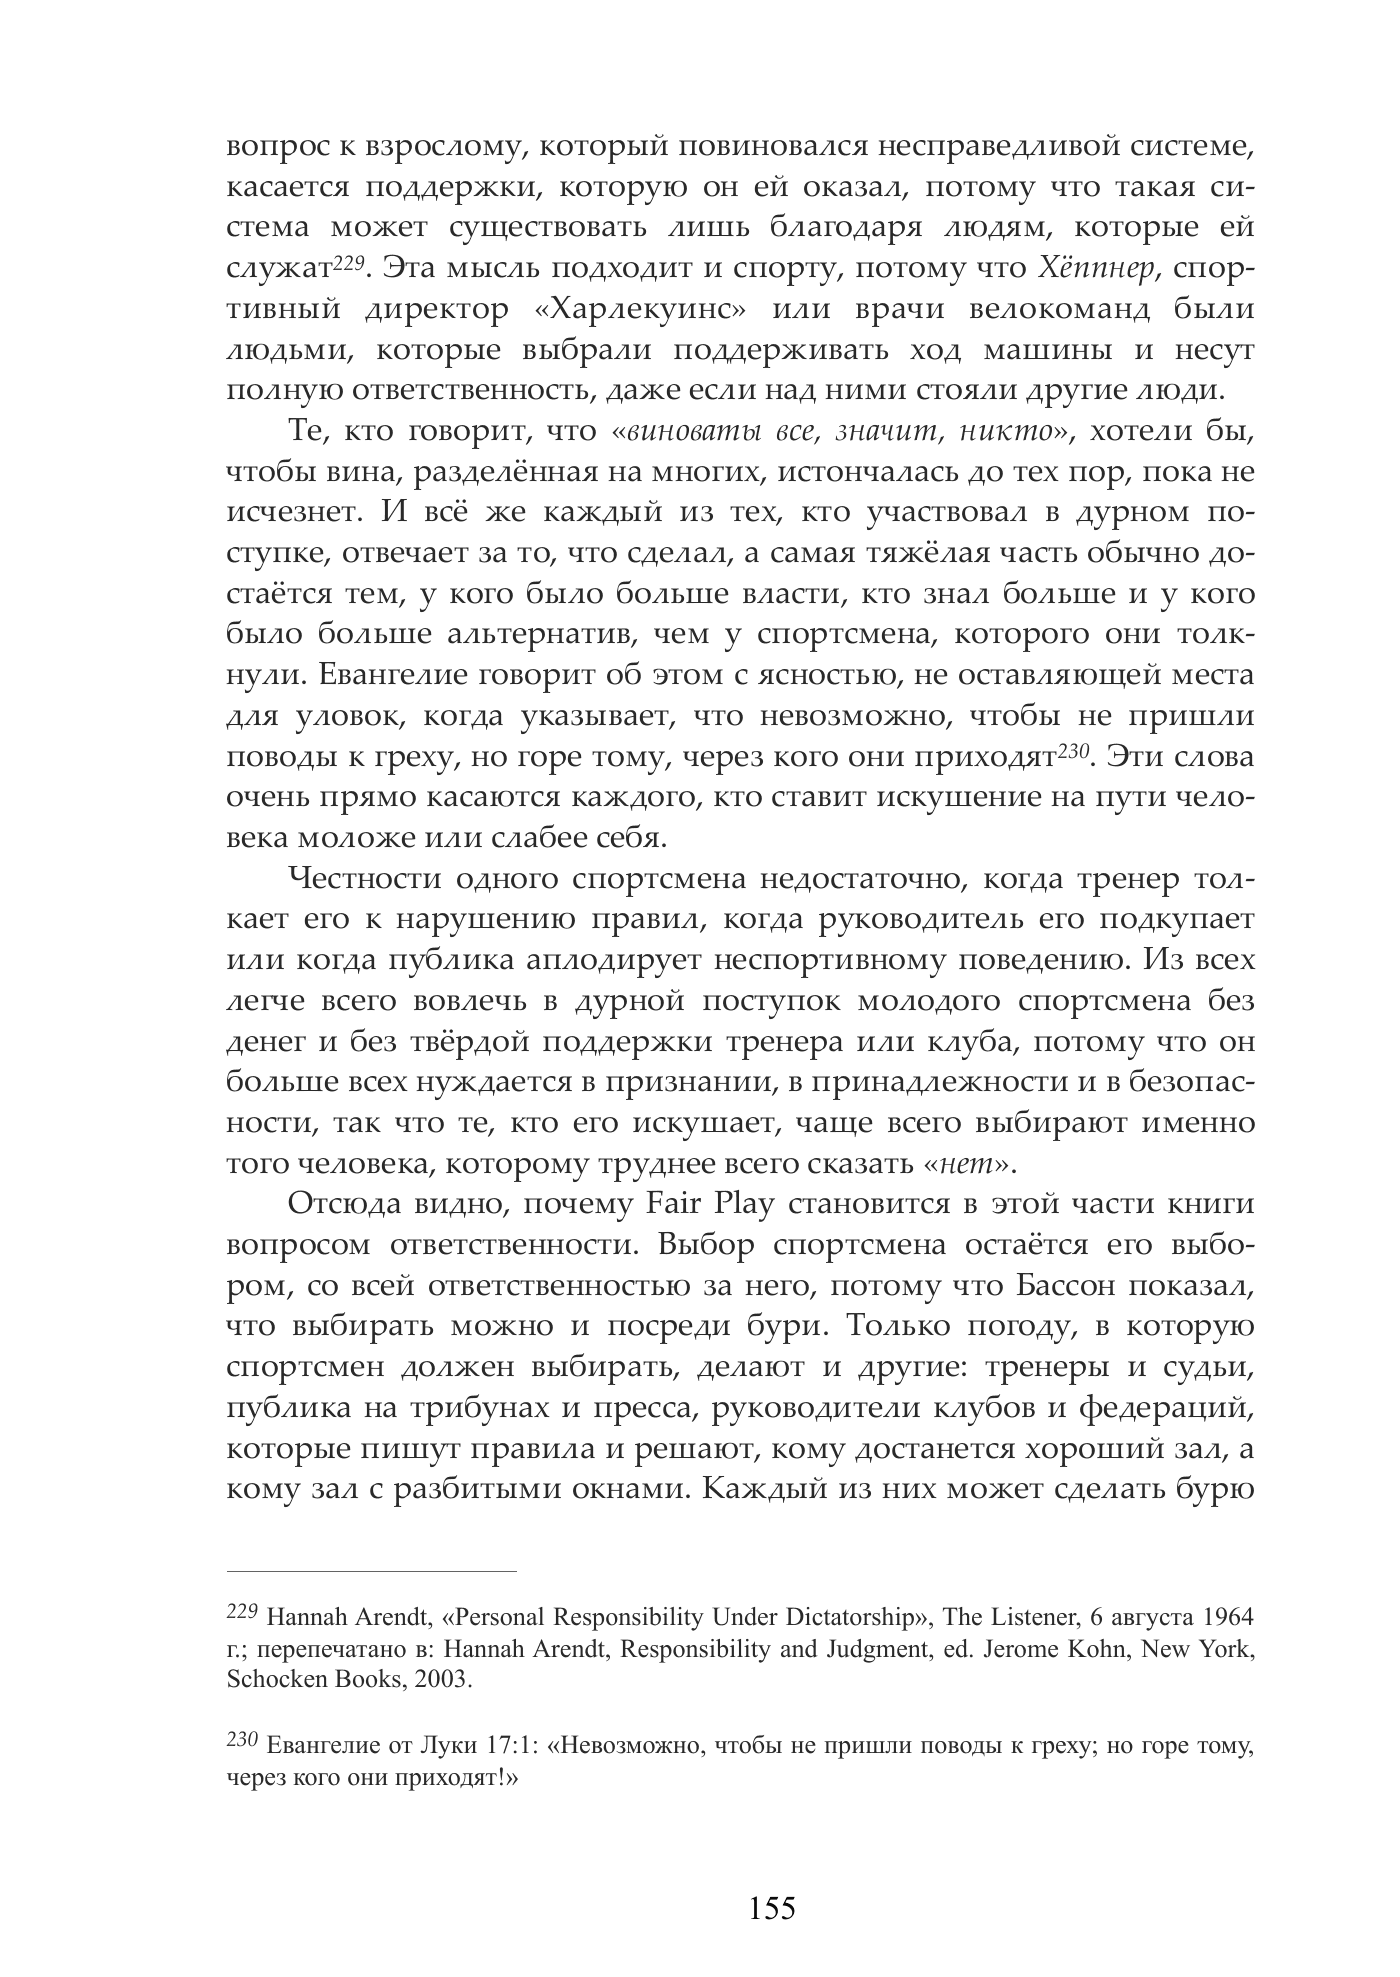 вопрос к взрослому, который повиновался несправедливой системе,
касается поддержки, которую он ей оказал, потому что такая си-
стема может существовать лишь благодаря людям, которые ей
служат229. Эта мысль подходит и спорту, потому что Хёппнер, спор-
тивный директор «Харлекуинс» или врачи велокоманд были
людьми, которые выбрали поддерживать ход машины и несут
полную ответственность, даже если над ними стояли другие люди.
Те, кто говорит, что «виноваты все, значит, никто», хотели бы,
чтобы вина, разделённая на многих, истончалась до тех пор, пока не
исчезнет. И всё же каждый из тех, кто участвовал в дурном по-
ступке, отвечает за то, что сделал, а самая тяжёлая часть обычно до-
стаётся тем, у кого было больше власти, кто знал больше и у кого
было больше альтернатив, чем у спортсмена, которого они толк-
нули. Евангелие говорит об этом с ясностью, не оставляющей места
для уловок, когда указывает, что невозможно, чтобы не пришли
поводы к греху, но горе тому, через кого они приходят230. Эти слова
очень прямо касаются каждого, кто ставит искушение на пути чело-
века моложе или слабее себя.
Честности одного спортсмена недостаточно, когда тренер тол-
кает его к нарушению правил, когда руководитель его подкупает
или когда публика аплодирует неспортивному поведению. Из всех
легче всего вовлечь в дурной поступок молодого спортсмена без
денег и без твёрдой поддержки тренера или клуба, потому что он
больше всех нуждается в признании, в принадлежности и в безопас-
ности, так что те, кто его искушает, чаще всего выбирают именно
того человека, которому труднее всего сказать «нет».
Отсюда видно, почему Fair Play становится в этой части книги
вопросом ответственности. Выбор спортсмена остаётся его выбо-
ром, со всей ответственностью за него, потому что Бассон показал,
что выбирать можно и посреди бури. Только погоду, в которую
спортсмен должен выбирать, делают и другие: тренеры и судьи,
публика на трибунах и пресса, руководители клубов и федераций,
которые пишут правила и решают, кому достанется хороший зал, а
кому зал с разбитыми окнами. Каждый из них может сделать бурю
229 Hannah Arendt, «Personal Responsibility Under Dictatorship», The Listener, 6 августа 1964
г.; перепечатано в: Hannah Arendt, Responsibility and Judgment, ed. Jerome Kohn, New York,
Schocken Books, 2003.
230 Евангелие от Луки 17:1: «Невозможно, чтобы не пришли поводы к греху; но горе тому,
через кого они приходят!»
155